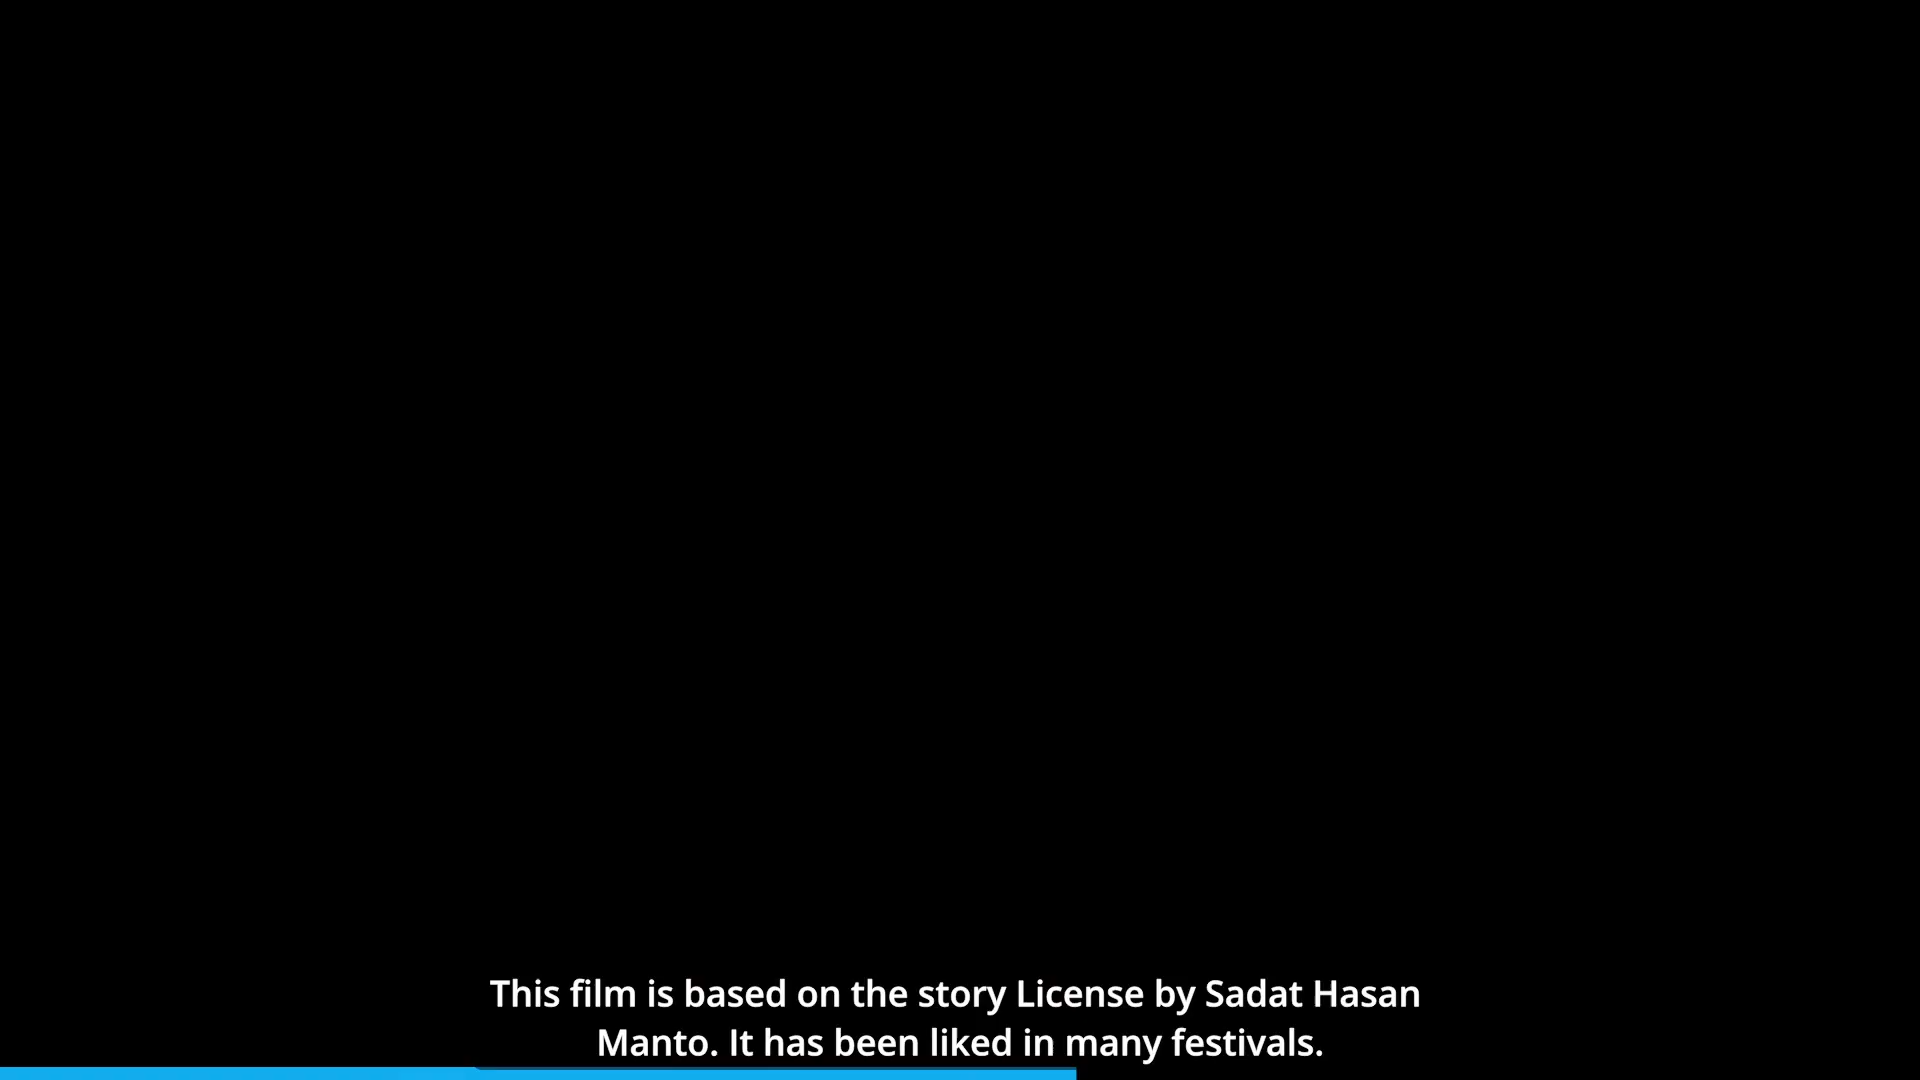 This film is based on the story License by Sadat Hasan
Manto. It has been liked in many festivals.